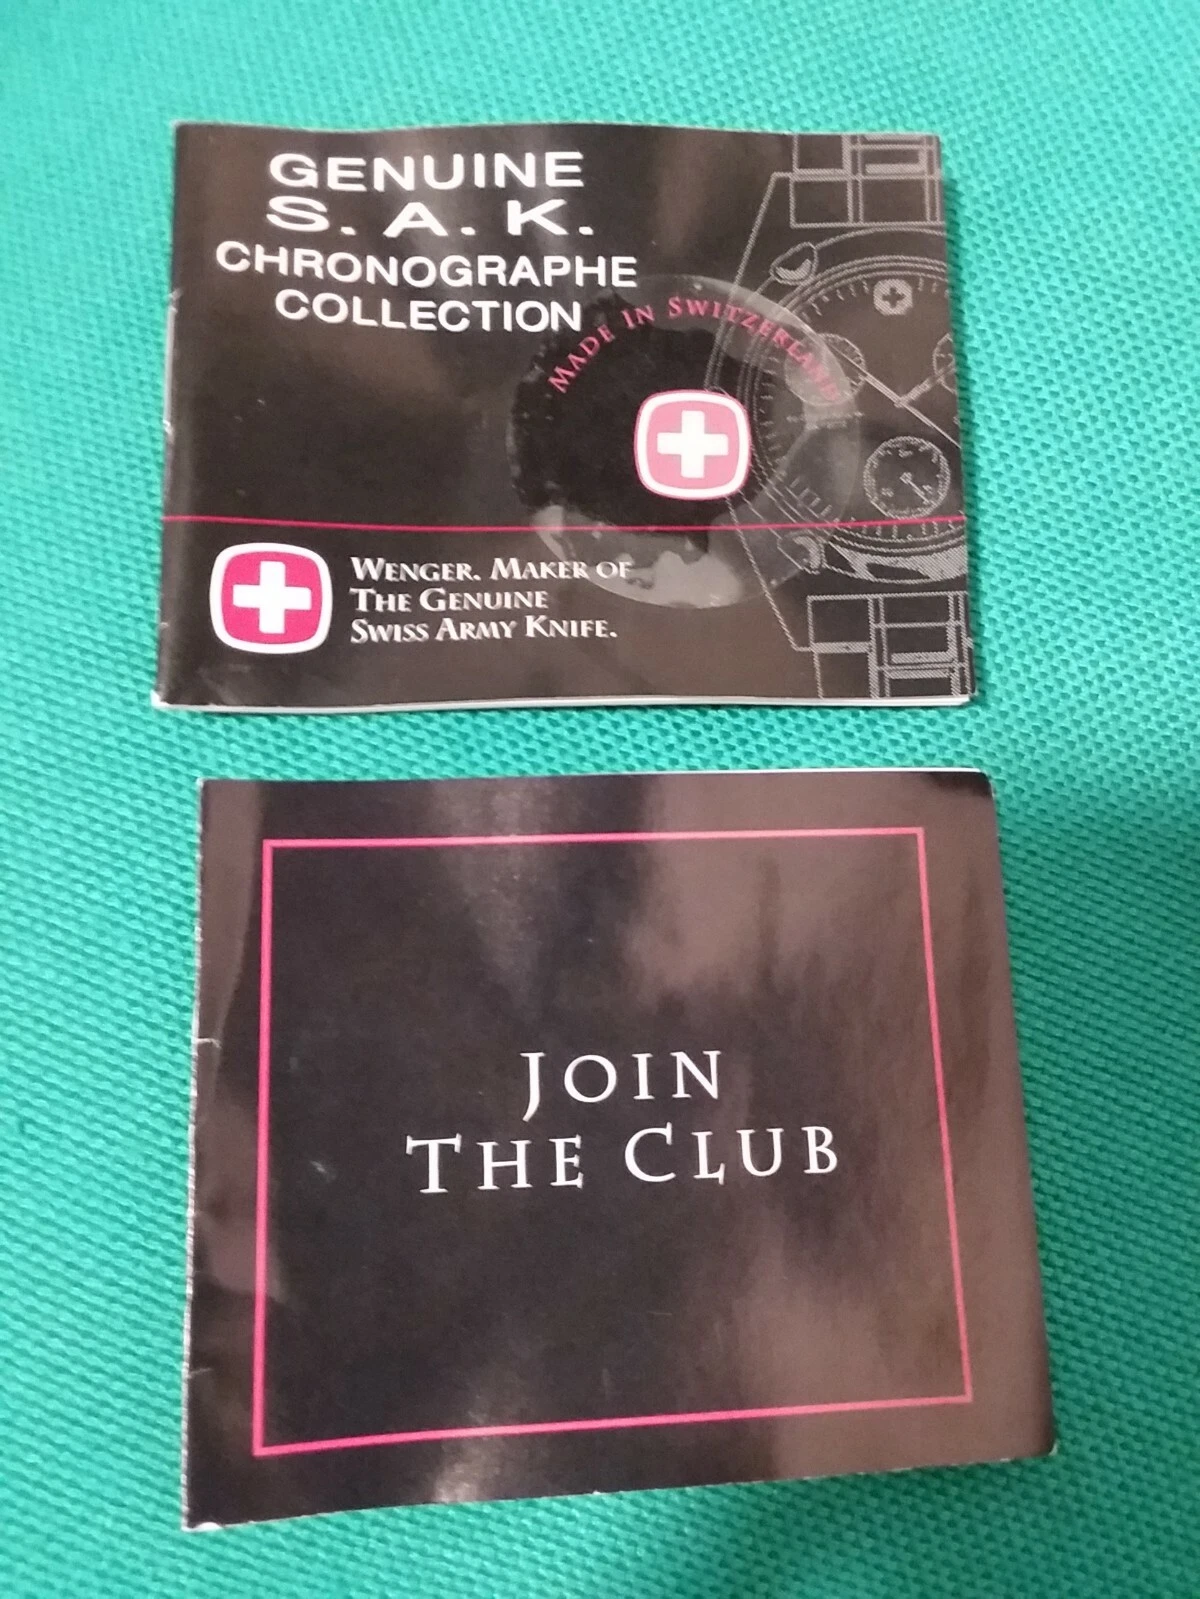 GENUINE
S. A. K.
CHRONOGRAPHE
COLLECTION
MADE IN SWITZERLAND
WENGER. MAKER OF
THE GENUINE
SWISS ARMY KNIFE.
JOIN
THE CLUB